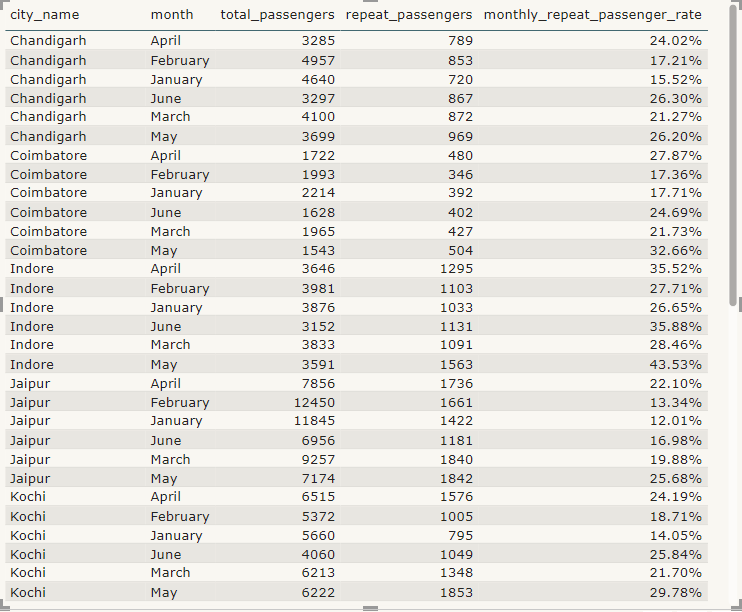 city_name month total_passengers repeat_passengers monthly_repeat_passenger_rate
Chandigarh April 3285 789 24.02%
Chandigarh February 4957 853 17.21%
Chandigarh January 4640 720 15.52%
Chandigarh June 3297 867 26.30%
Chandigarh March 4100 872 21.27%
Chandigarh May 3699 969 26.20%
Coimbatore April 1722 480 27.87%
Coimbatore February 1993 346 17.36%
Coimbatore January 2214 392 17.71%
Coimbatore June 1628 402 24.69%
Coimbatore March 1965 427 21.73%
Coimbatore May 1543 504 32.66%
Indore April 3646 1295 35.52%
Indore February 3981 1103 27.71%
Indore January 3876 1033 26.65%
Indore June 3152 1131 35.88%
Indore March 3833 1091 28.46%
Indore May 3591 1563 43.53%
Jaipur April 7856 1736 22.10%
Jaipur February 12450 1661 13.34%
Jaipur January 11845 1422 12.01%
Jaipur June 6956 1181 16.98%
Jaipur March 9257 1840 19.88%
Jaipur May 7174 1842 25.68%
Kochi April 6515 1576 24.19%
Kochi February 5372 1005 18.71%
Kochi January 5660 795 14.05%
Kochi June 4060 1049 25.84%
Kochi March 6213 1348 21.70%
Kochi May 6222 1853 29.78%